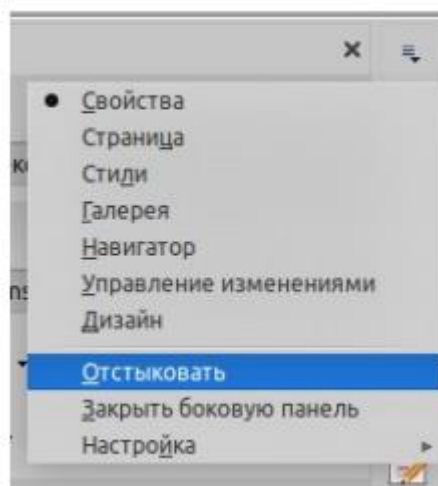 Свойства
Страница
Стили
Галерея
Навигатор
Управление изменениями
Дизайн
Отстыковать
Закрыть боковую панель
Настройка